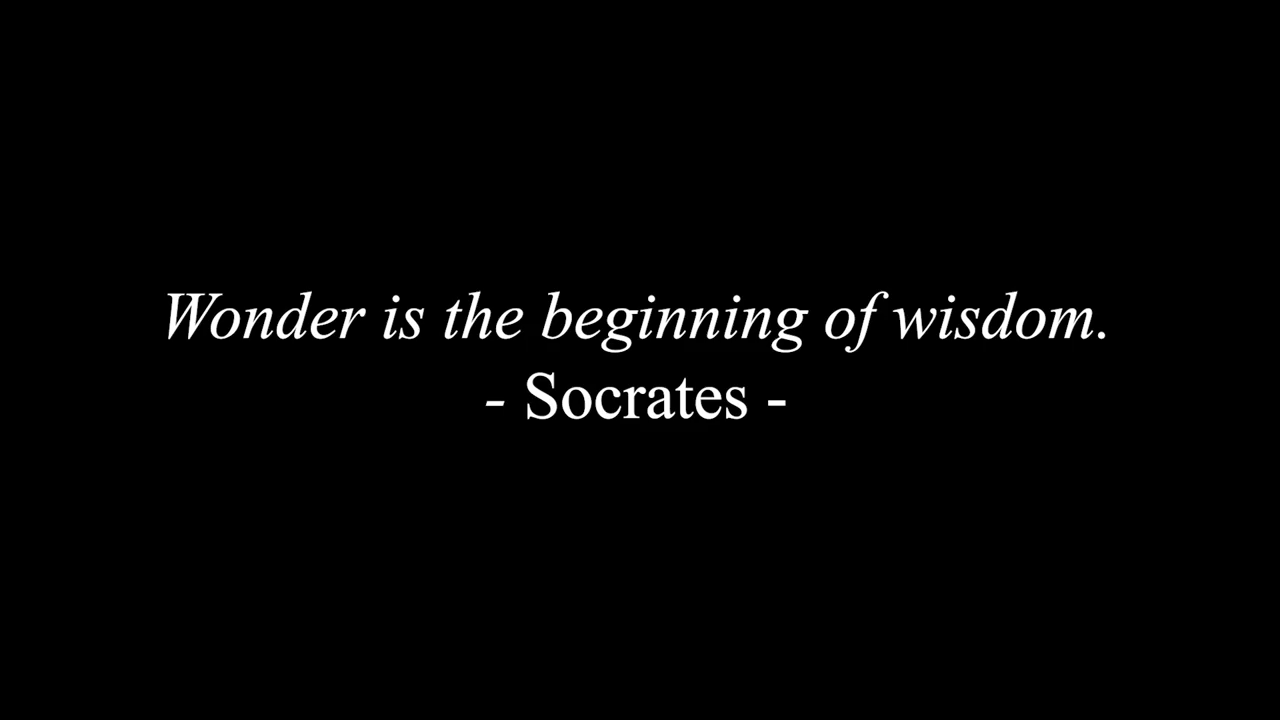 Wonder is the beginning of wisdom.
- Socrates -